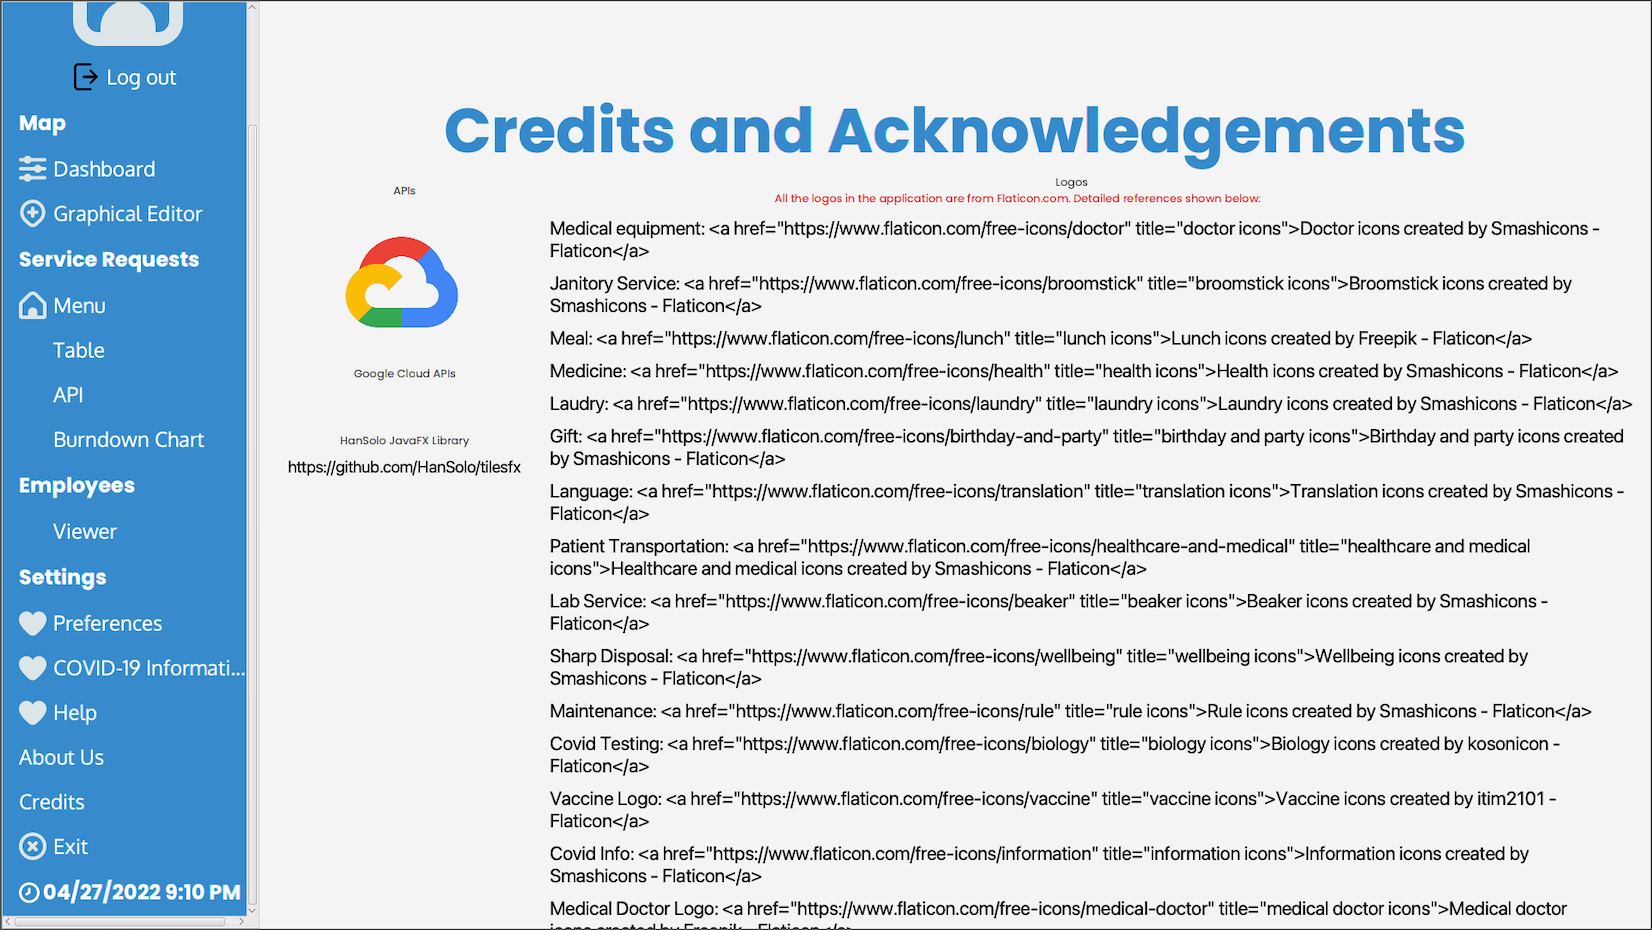 Log out
Map
Dashboard
Graphical Editor
Service Requests
Menu
Table
API
Burndown Chart
Employees
Viewer
Settings
Preferences
COVID-19 Informati...
Help
About Us
Credits
Exit
04/27/2022 9:10 PM
Credits and Acknowledgements
APIs
Google Cloud APIs
HanSolo JavaFX Library
https://github.com/HanSolo/tilesfx
Logos
All the logos in the application are from Flaticon.com. Detailed references shown below:
Medical equipment: <a href="https://www.flaticon.com/free-icons/doctor" title="doctor icons">Doctor icons created by Smashicons -
Flaticon</a>
Janitory Service: <a href="https://www.flaticon.com/free-icons/broomstick" title="broomstick icons">Broomstick icons created by
Smashicons - Flaticon</a>
Meal: <a href="https://www.flaticon.com/free-icons/lunch" title="lunch icons">Lunch icons created by Freepik - Flaticon</a>
Medicine: <a href="https://www.flaticon.com/free-icons/health" title="health icons">Health icons created by Smashicons - Flaticon</a>
Laudry: <a href="https://www.flaticon.com/free-icons/laundry" title="laundry icons">Laundry icons created by Smashicons - Flaticon</a>
Gift: <a href="https://www.flaticon.com/free-icons/birthday-and-party" title="birthday and party icons">Birthday and party icons created
by Smashicons - Flaticon</a>
Language: <a href="https://www.flaticon.com/free-icons/translation" title="translation icons">Translation icons created by Smashicons -
Flaticon</a>
Patient Transportation: <a href="https://www.flaticon.com/free-icons/healthcare-and-medical" title="healthcare and medical
icons">Healthcare and medical icons created by Smashicons - Flaticon</a>
Lab Service: <a href="https://www.flaticon.com/free-icons/beaker" title="beaker icons">Beaker icons created by Smashicons -
Flaticon</a>
Sharp Disposal: <a href="https://www.flaticon.com/free-icons/wellbeing" title="wellbeing icons">Wellbeing icons created by
Smashicons - Flaticon</a>
Maintenance: <a href="https://www.flaticon.com/free-icons/rule" title="rule icons">Rule icons created by Smashicons - Flaticon</a>
Covid Testing: <a href="https://www.flaticon.com/free-icons/biology" title="biology icons">Biology icons created by kosonicon -
Flaticon</a>
Vaccine Logo: <a href="https://www.flaticon.com/free-icons/vaccine" title="vaccine icons">Vaccine icons created by itim2101 -
Flaticon</a>
Covid Info: <a href="https://www.flaticon.com/free-icons/information" title="information icons">Information icons created by
Smashicons - Flaticon</a>
Medical Doctor Logo: <a href="https://www.flaticon.com/free-icons/medical-doctor" title="medical doctor icons">Medical doctor
icons created by Freepik - Flaticon</a>